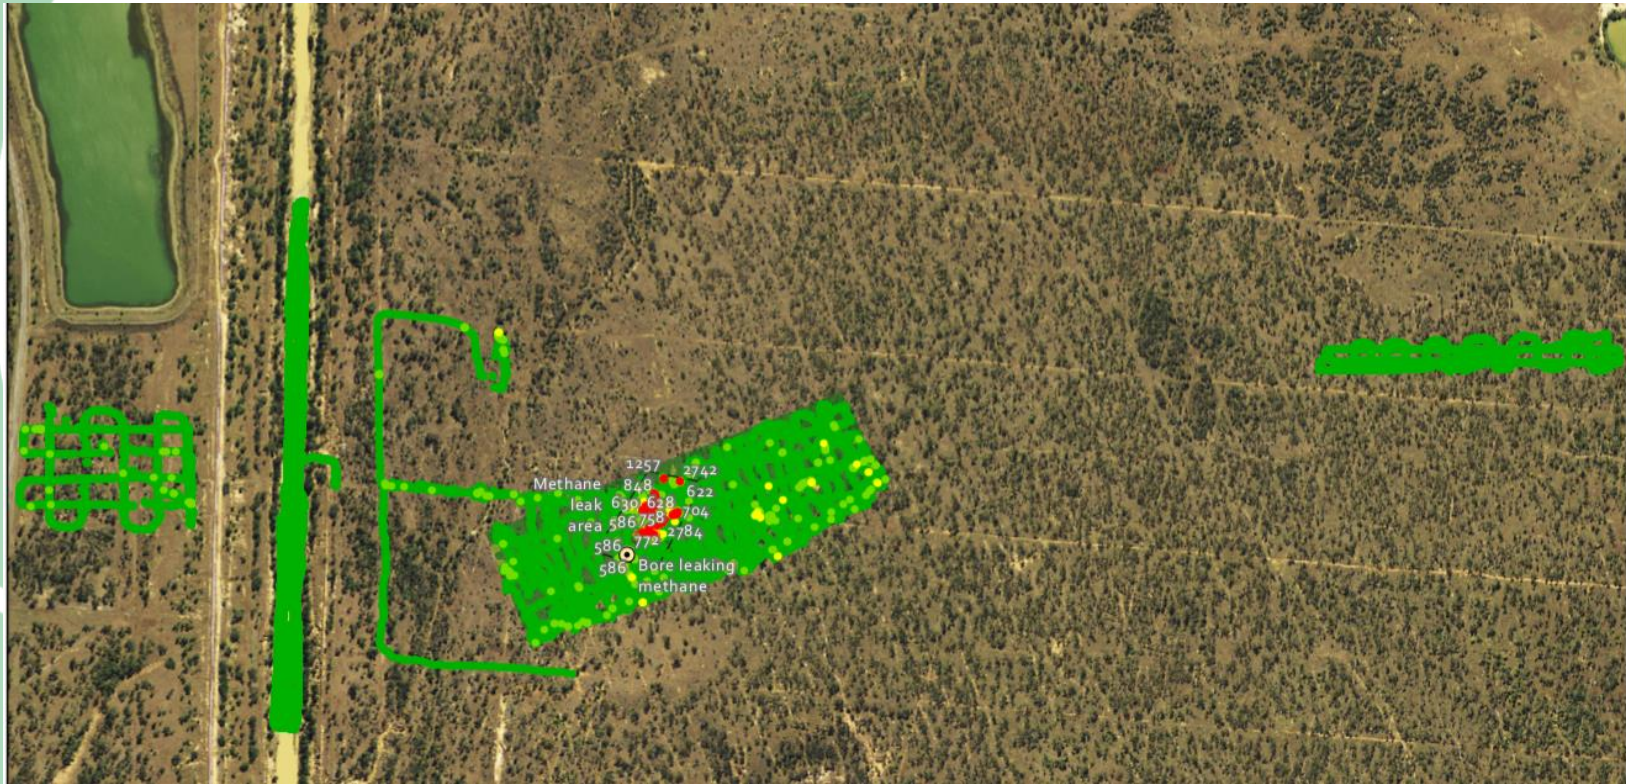 1257 2742
Methane 848 622
leak 630 628 704
area 586 758
586 772 2784
586 Bore leaking
methane